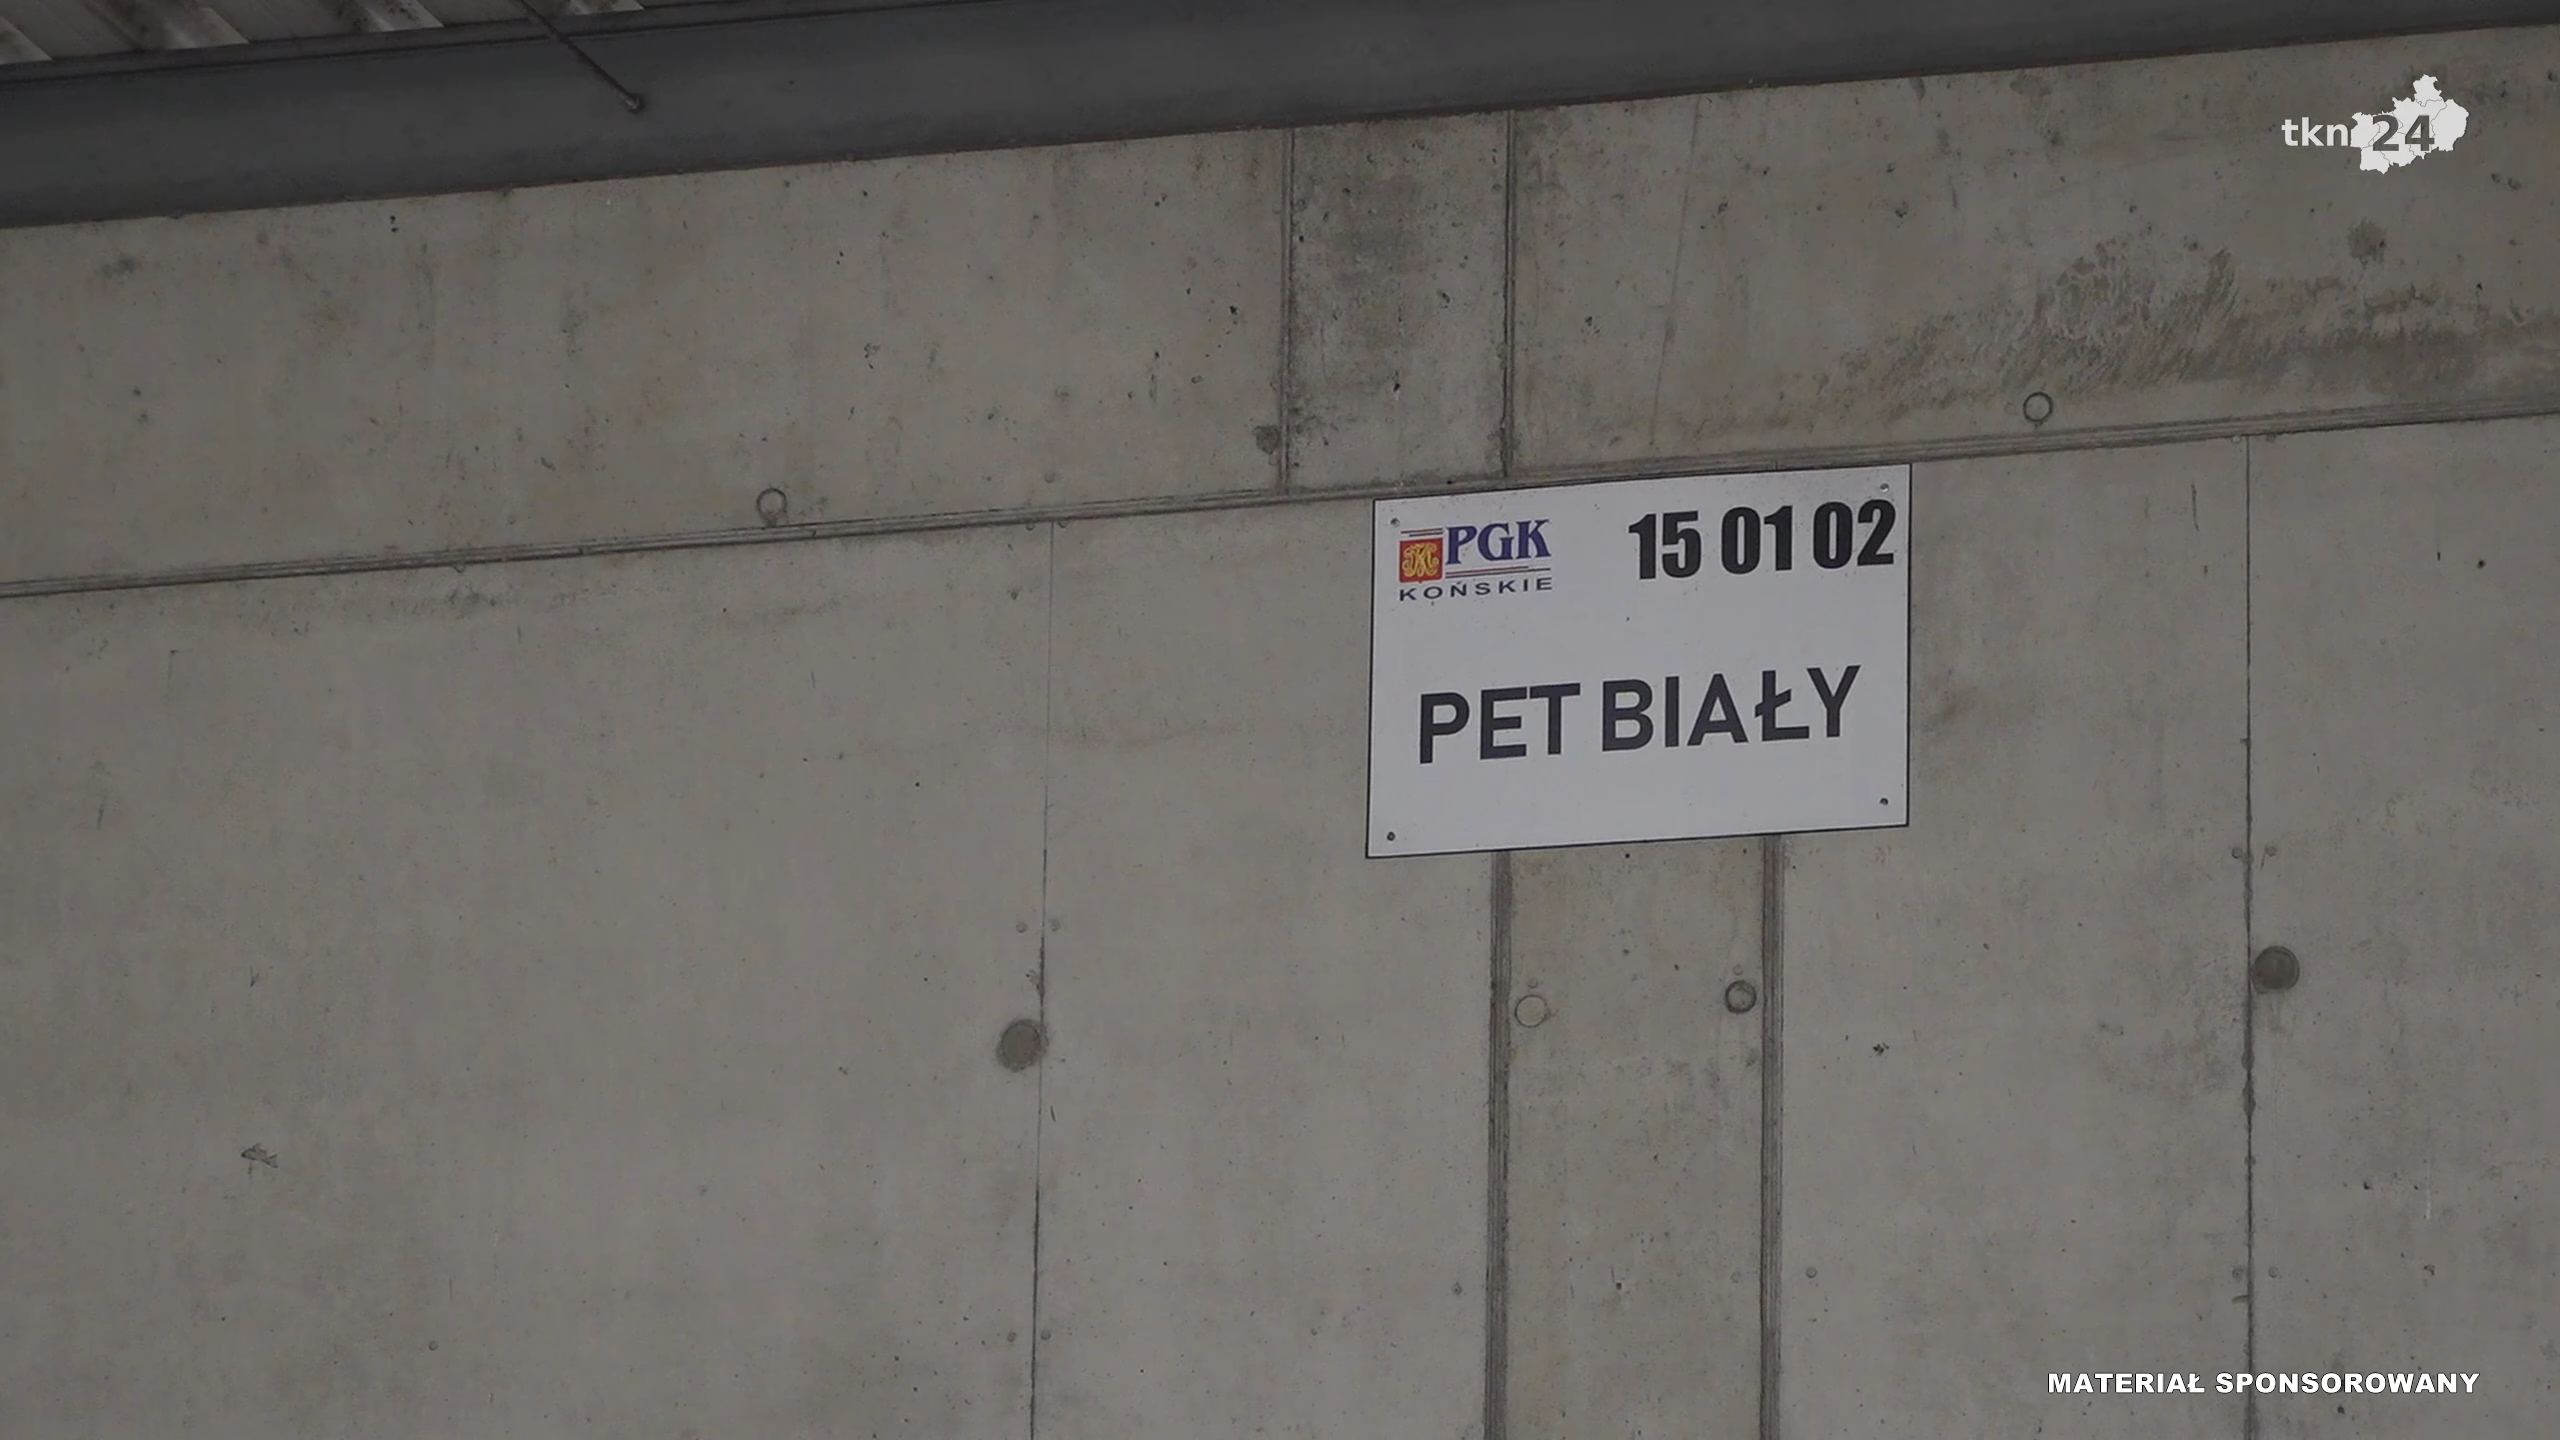 tkn24
PGK
KOŃSKIE
15 01 02
PET BIAŁY
MATERIAŁ SPONSOROWANY